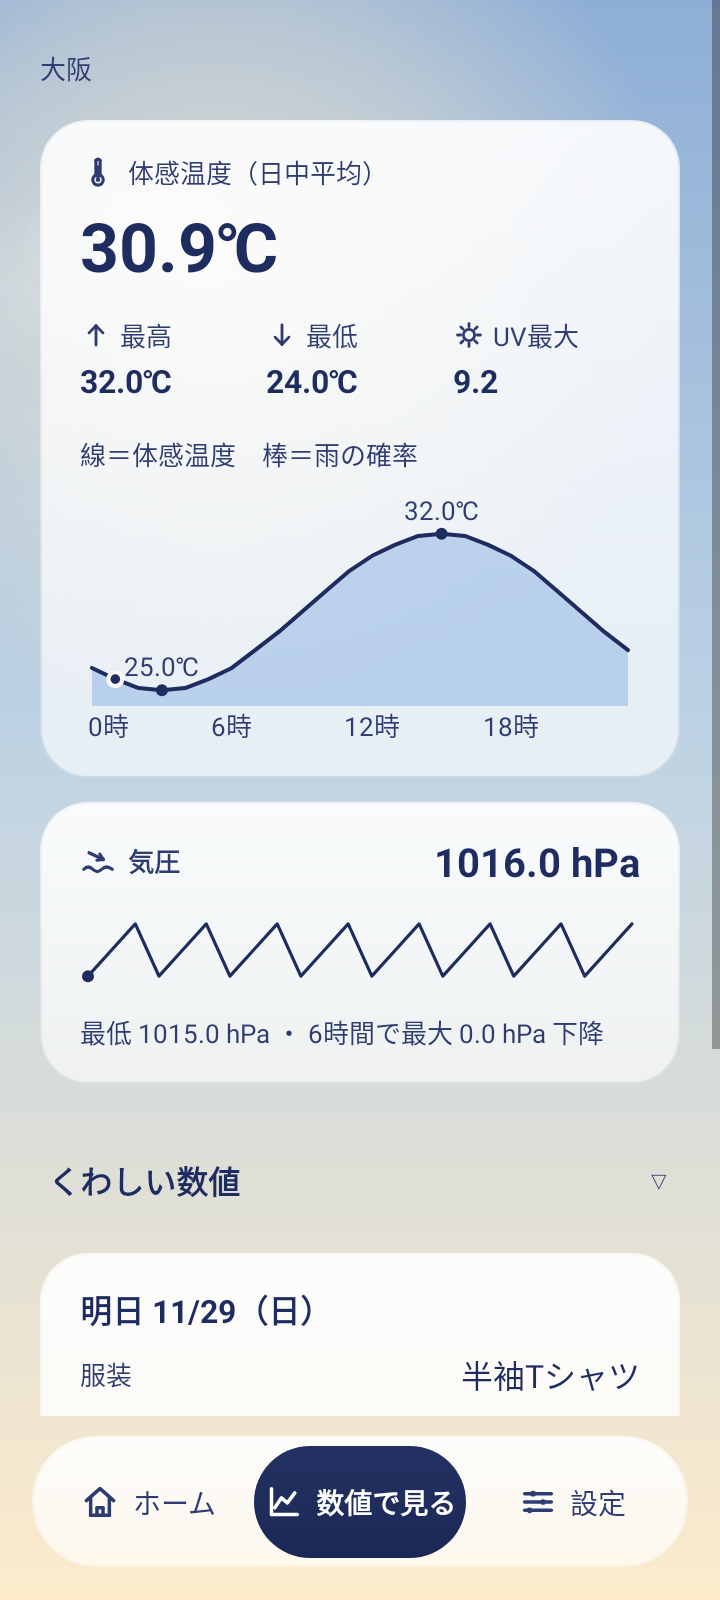 大阪
体感温度（日中平均）
30.9℃
最高
最低
UV最大
32.0℃
24.0℃
9.2
線＝体感温度　棒＝雨の確率
32.0℃
25.0℃
0時
6時
12時
18時
気圧
1016.0 hPa
最低 1015.0 hPa ・ 6時間で最大 0.0 hPa 下降
くわしい数値 ▽
明日 11/29（日）
服装
半袖Tシャツ
ホーム
数値で見る
設定